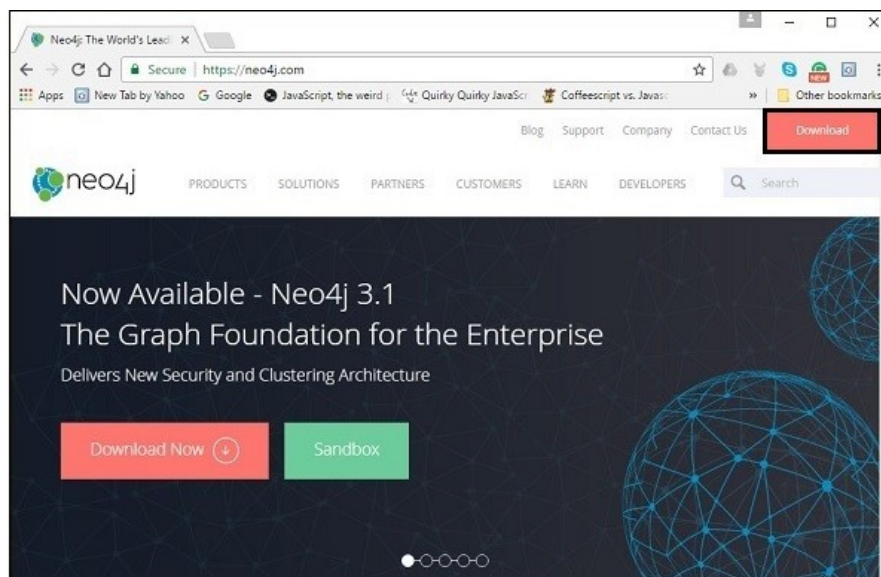 Neo4j: The World's Lead
Secure | https://neo4j.com
NEW
Apps New Tab by Yahoo Google JavaScript, the weird Quirky Quirky JavaScr Coffeescript vs. Javasc » Other bookmarks
Blog Support Company Contact Us Download
neo4j PRODUCTS SOLUTIONS PARTNERS CUSTOMERS LEARN DEVELOPERS Search
Now Available - Neo4j 3.1
The Graph Foundation for the Enterprise
Delivers New Security and Clustering Architecture
Download Now Sandbox